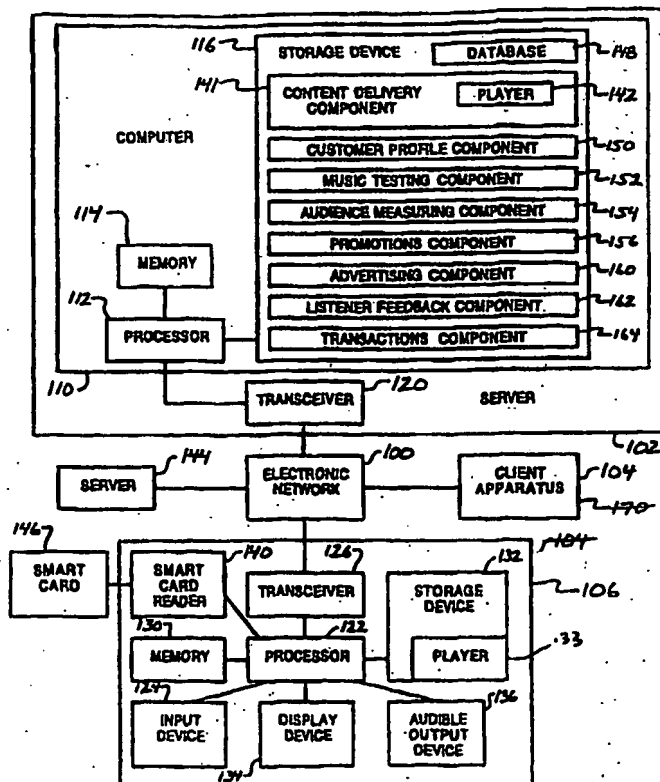 116
STORAGE DEVICE
DATABASE
148
141
CONTENT DELIVERY COMPONENT
PLAYER
142
COMPUTER
CUSTOMER PROFILE COMPONENT
150
MUSIC TESTING COMPONENT
152
AUDIENCE MEASURING COMPONENT
154
PROMOTIONS COMPONENT
156
ADVERTISING COMPONENT
160
LISTENER FEEDBACK COMPONENT
162
TRANSACTIONS COMPONENT
164
114
MEMORY
112
PROCESSOR
110
120
TRANSCEIVER
SERVER
102
144
SERVER
100
ELECTRONIC NETWORK
CLIENT APPARATUS
104
170
146
SMART CARD
140
SMART CARD READER
126
TRANSCEIVER
132
STORAGE DEVICE
104
106
130
MEMORY
122
PROCESSOR
PLAYER
133
124
INPUT DEVICE
DISPLAY DEVICE
134
AUDIBLE OUTPUT DEVICE
136